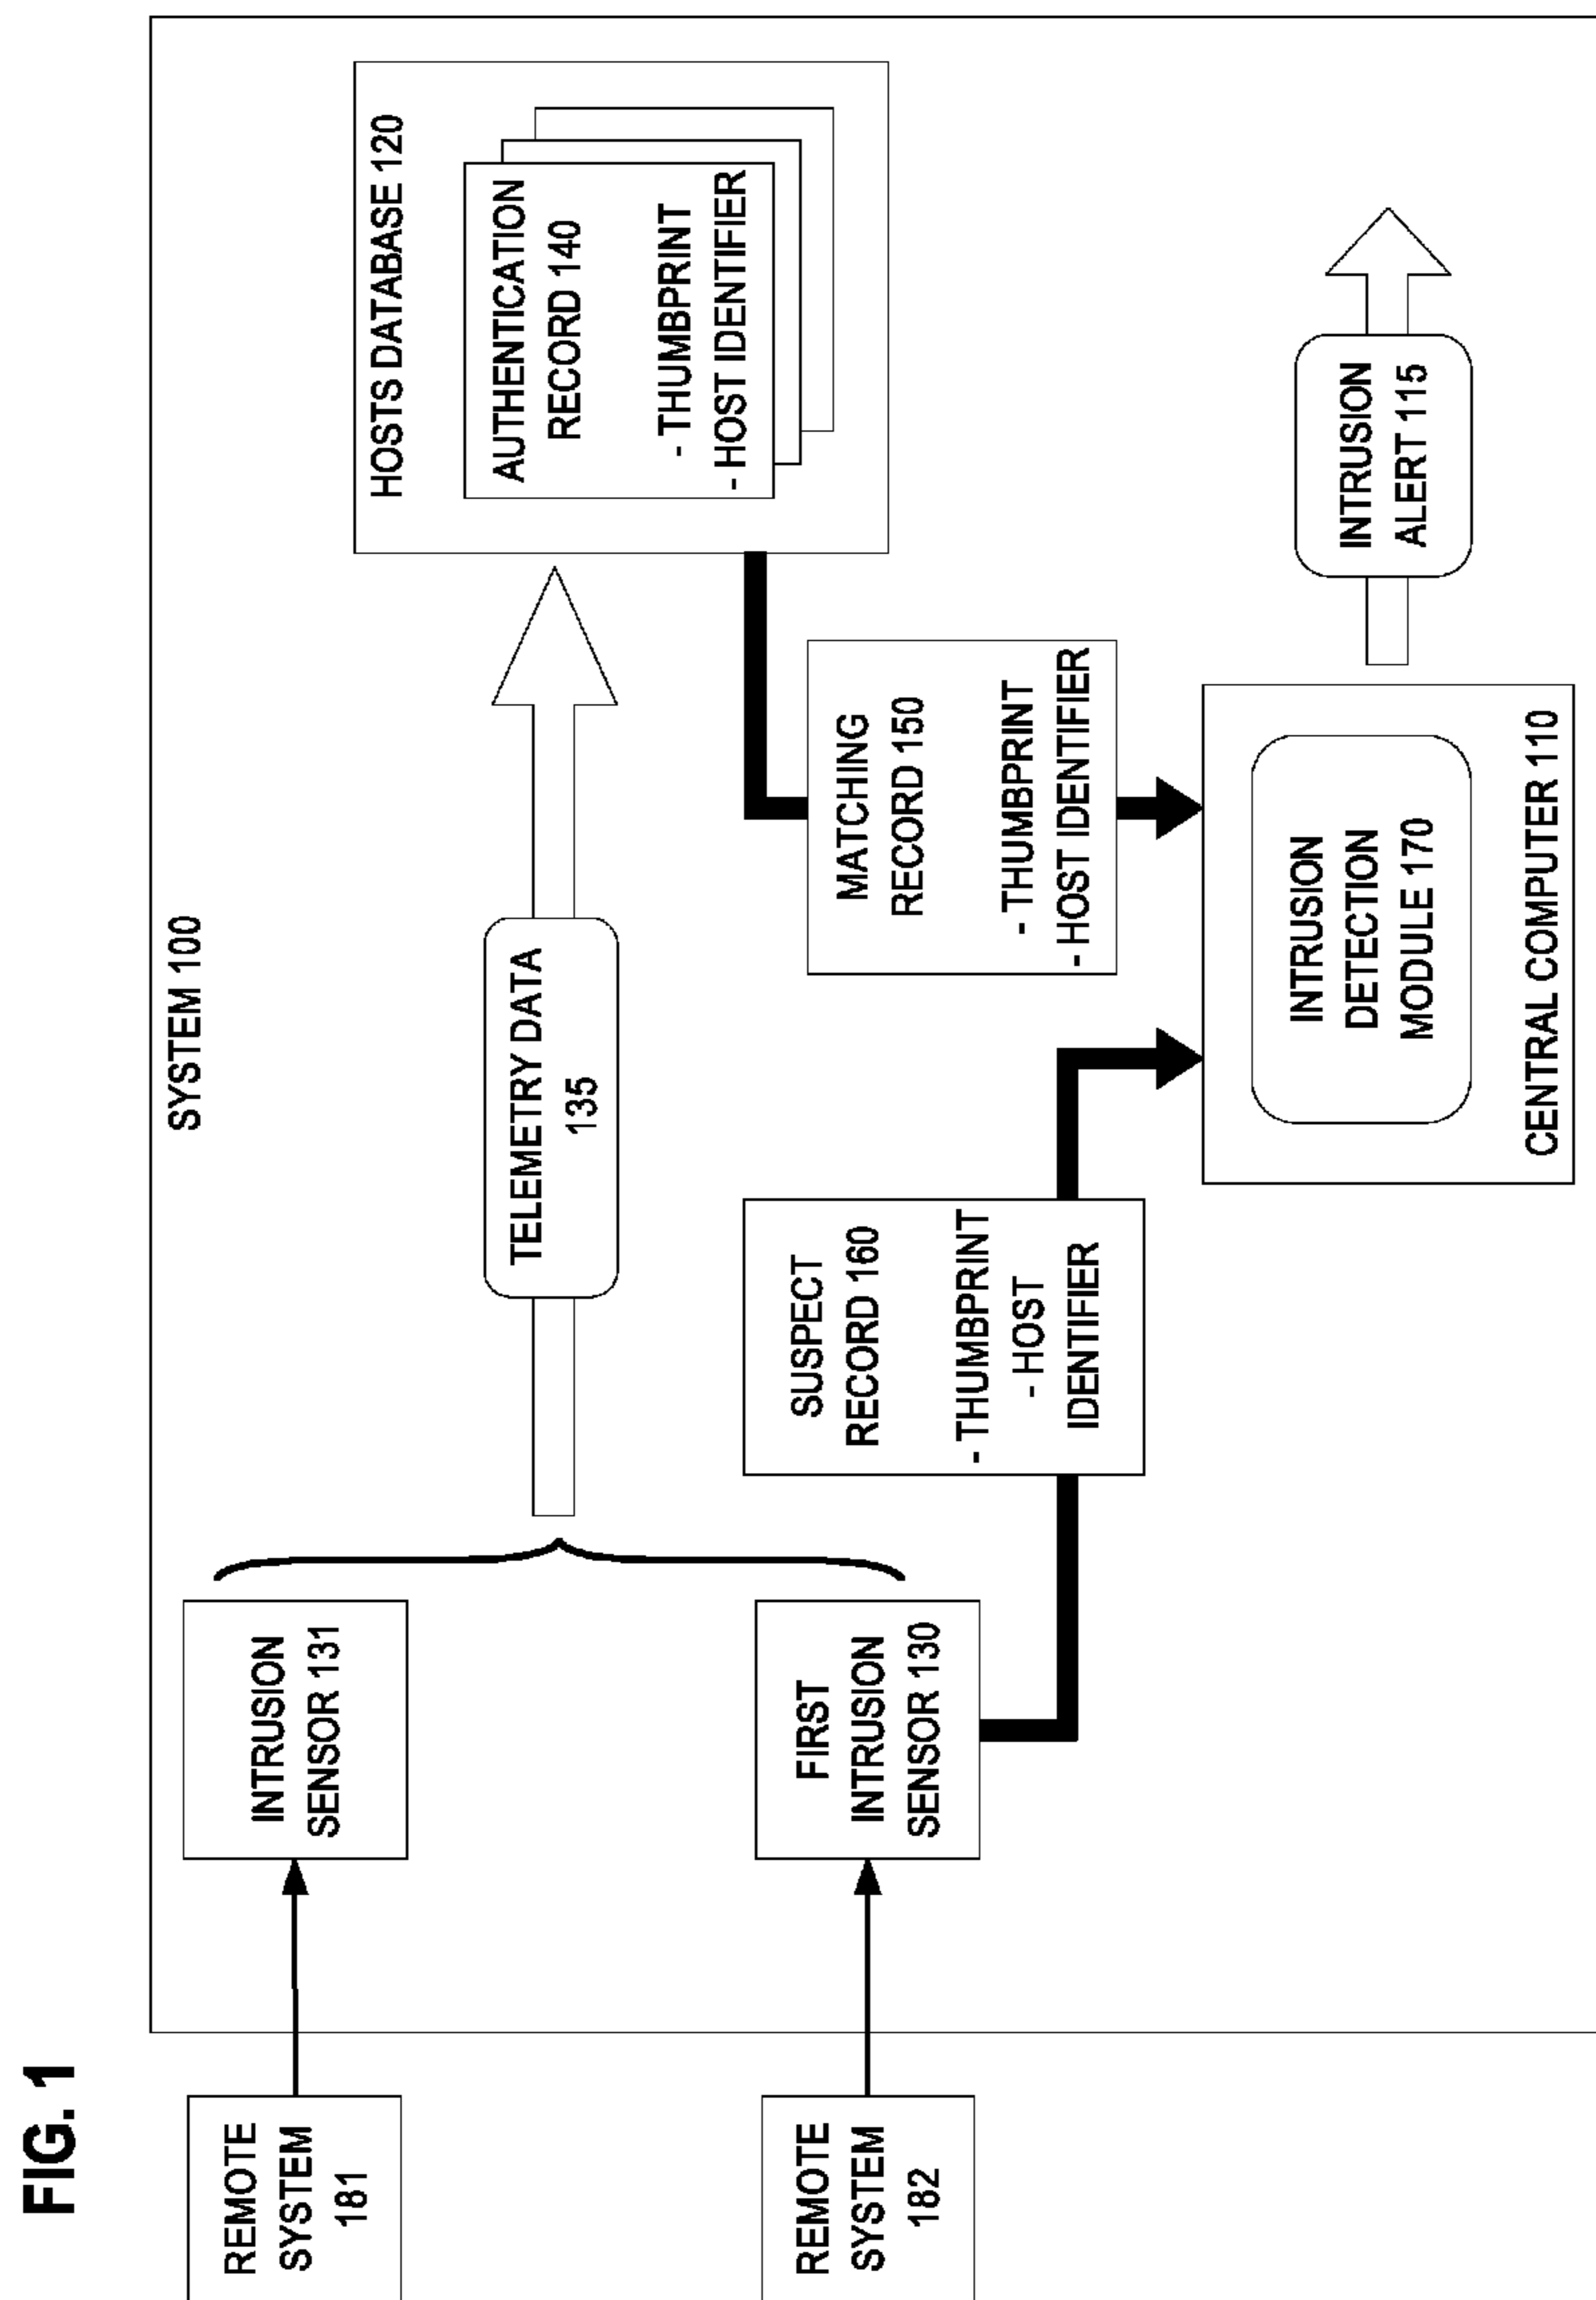 FIG. 1
SYSTEM 100
REMOTE
SYSTEM
181
INTRUSION
SENSOR 131
TELEMETRY DATA
135
HOSTS DATABASE 120
AUTHENTICATION
RECORD 140
- THUMBPRINT
- HOST IDENTIFIER
REMOTE
SYSTEM
182
FIRST
INTRUSION
SENSOR 130
SUSPECT
RECORD 160
- THUMBPRINT
- HOST
IDENTIFIER
MATCHING
RECORD 150
- THUMBPRINT
- HOST IDENTIFIER
INTRUSION
DETECTION
MODULE 170
CENTRAL COMPUTER 110
INTRUSION
ALERT 115